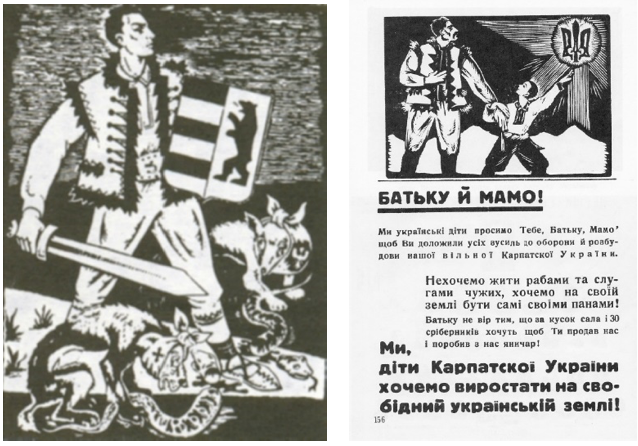 БАТЬКУ Й МАМО!
Ми українські діти просимо Тебе, Батьку, Мамо'
щоб Ви доложили усіх зусиль до оборони й розбу-
дови нашої вільної Карпатскої України.
Нехочемо жити рабами та слу-
гами чужих, хочемо на своїй
землі бути самі своїми панами!
Батьку не вір тим, що за кусок сала і 30
срібериків хочуть щоб Ти продав нас
і поробив з нас яничар!
Ми,
діти Карпатскої України
хочемо виростати на сво-
бідний український землі!
156